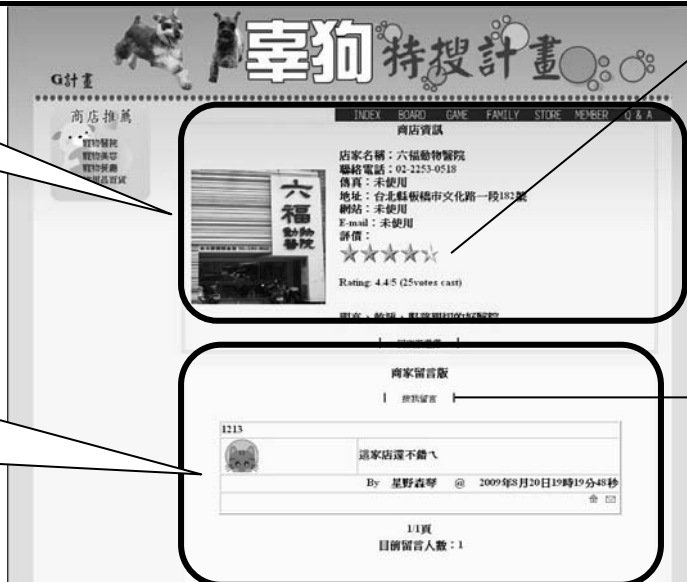 辜狗特搜計畫
G計畫
商店推薦
寵物醫院
寵物美容
寵物餐廳
INDEX BOARD GAME FAMILY STORE MEMBER Q & A
商店資訊
店家名稱：六福動物醫院
聯絡電話：02-2253-0518
傳真：未使用
地址：台北縣板橋市文化路一段182號
網站：未使用
E-mail：未使用
評價：
Rating: 4.4/5 (25votes cast)
六福
動物
醫院
商家留言版
按我留言
1213
這家店還不錯ㄟ
By 星野森琴 @ 2009年8月20日19時19分48秒
1/1頁
目前留言人數：1